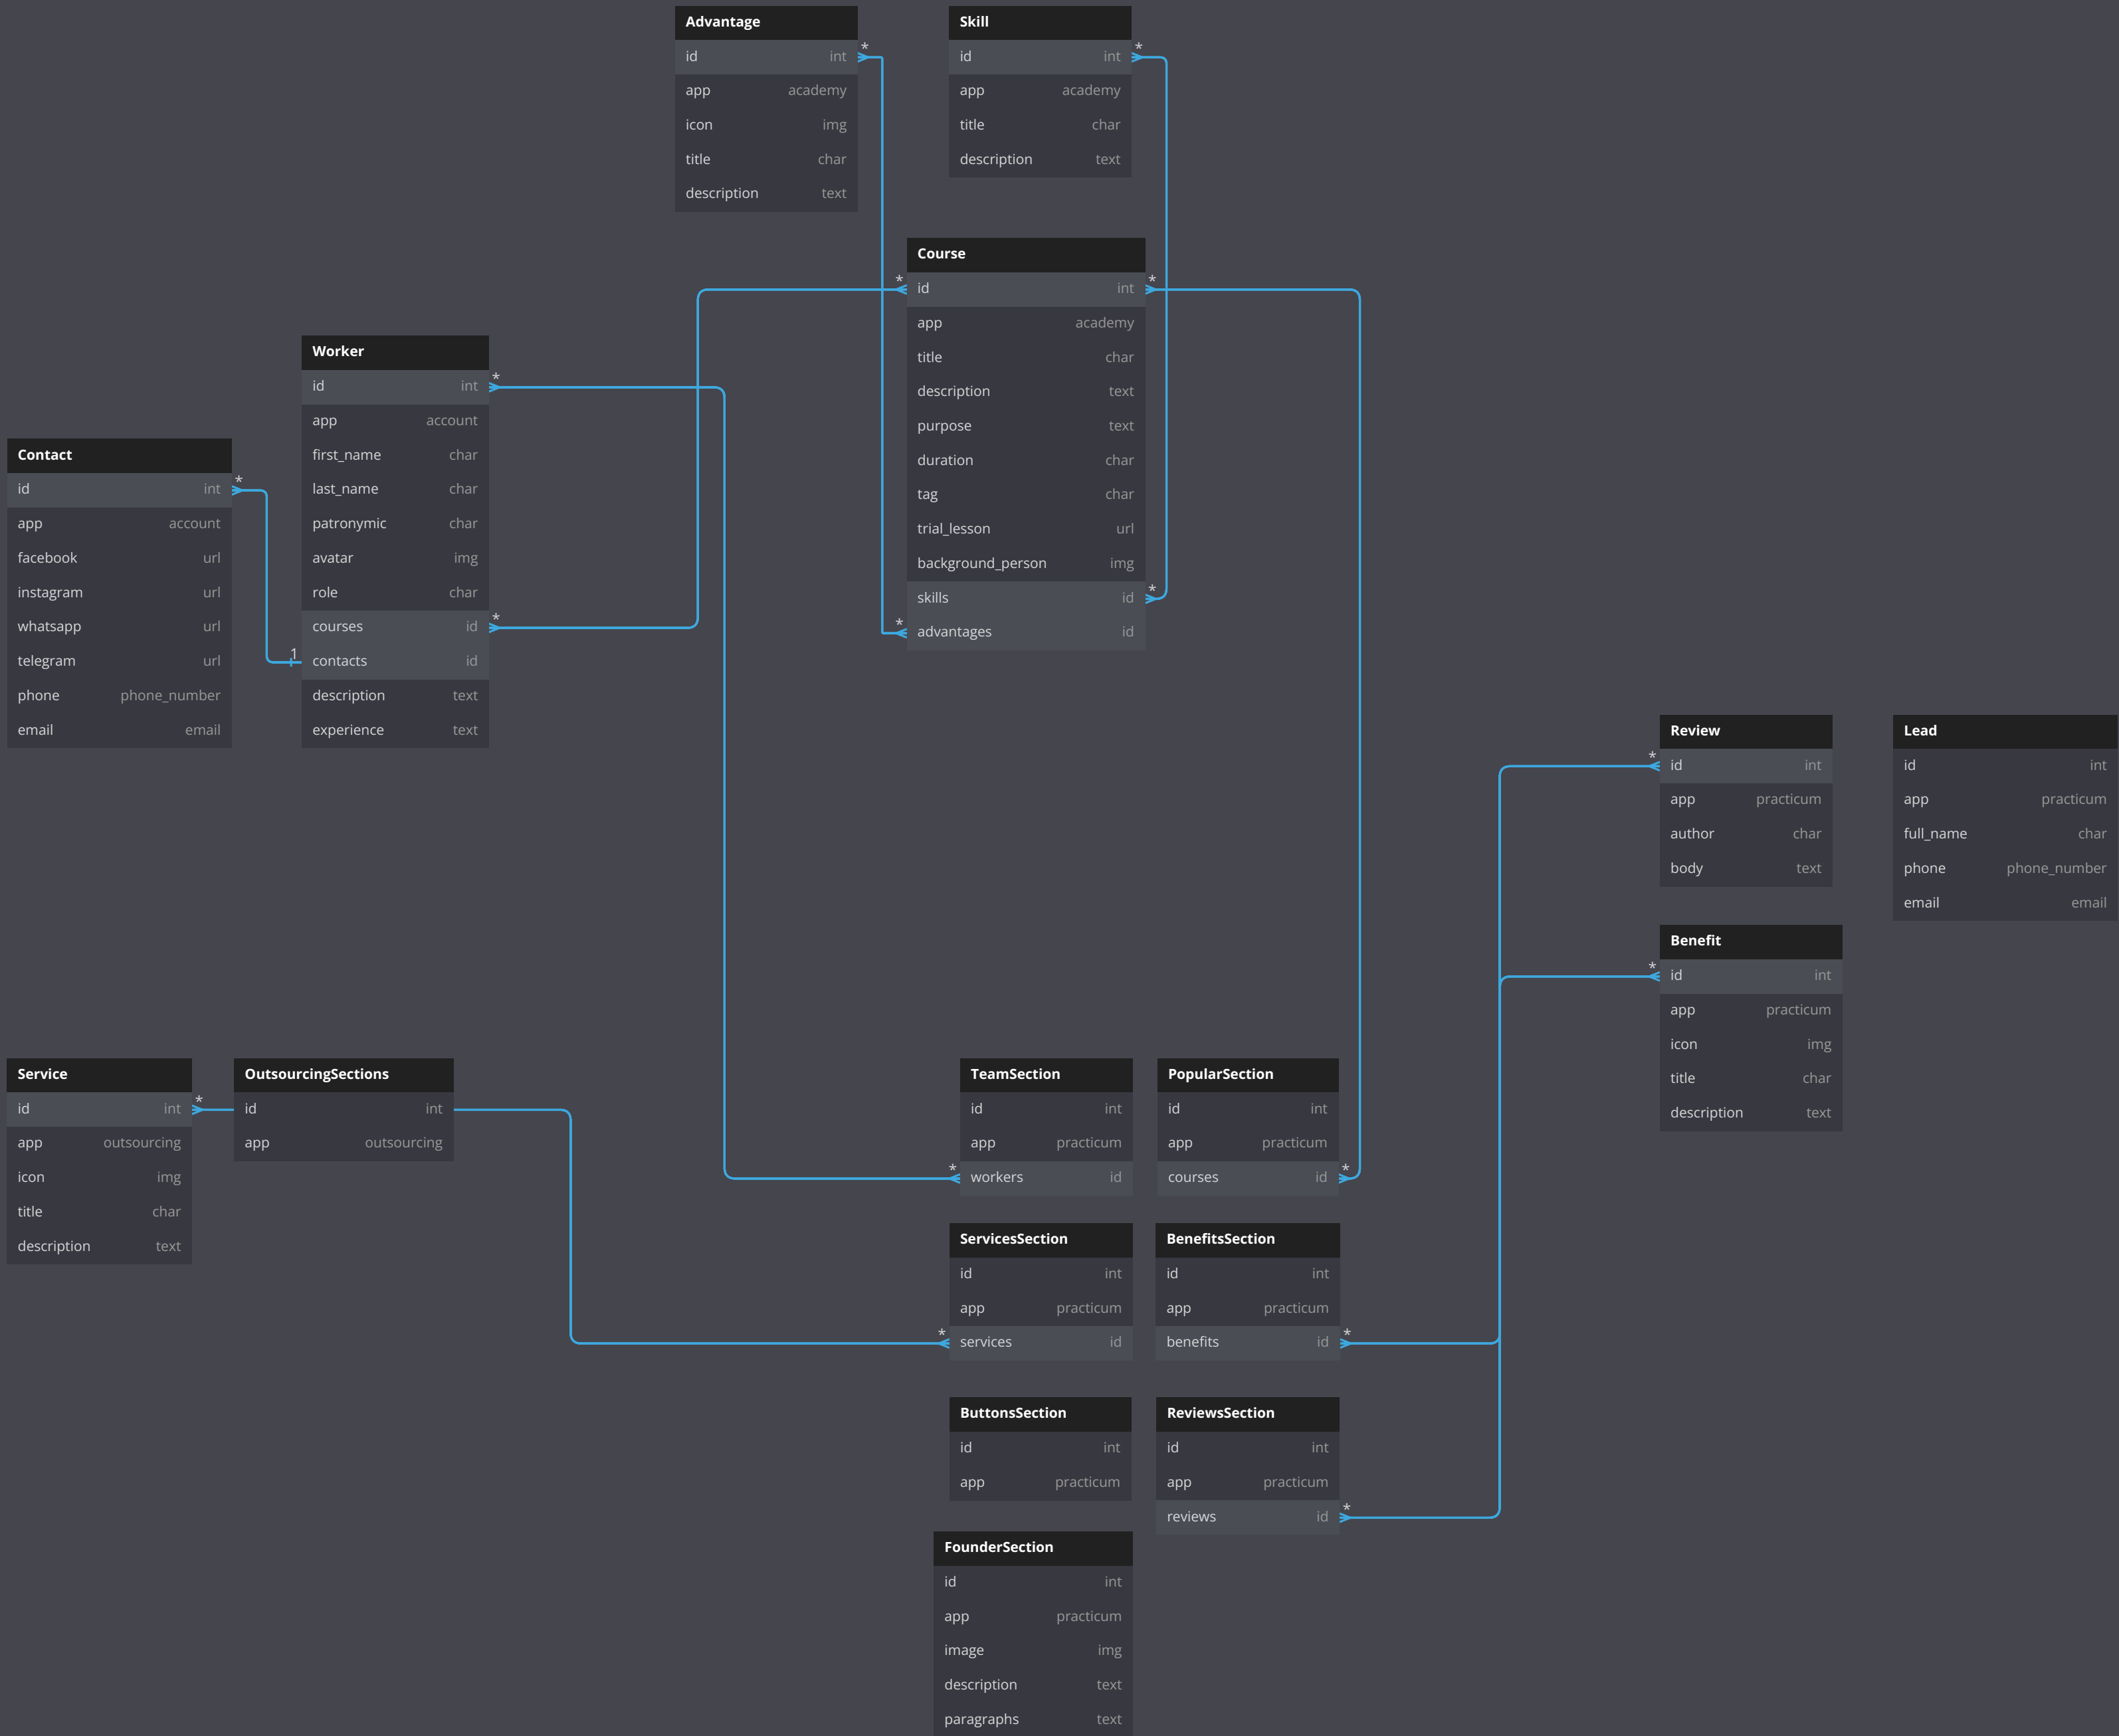 Advantage
id int
app academy
icon img
title char
description text
Skill
id int
app academy
title char
description text
Course
id int
app academy
title char
description text
purpose text
duration char
tag char
trial_lesson url
background_person img
skills id
advantages id
Worker
id int
app account
first_name char
last_name char
patronymic char
avatar img
role char
courses id
contacts id
description text
experience text
Contact
id int
app account
facebook url
instagram url
whatsapp url
telegram url
phone phone_number
email email
Review
id int
app practicum
author char
body text
Lead
id int
app practicum
full_name char
phone phone_number
email email
Benefit
id int
app practicum
icon img
title char
description text
Service
id int
app outsourcing
icon img
title char
description text
OutsourcingSections
id int
app outsourcing
TeamSection
id int
app practicum
workers id
PopularSection
id int
app practicum
courses id
ServicesSection
id int
app practicum
services id
BenefitsSection
id int
app practicum
benefits id
ButtonsSection
id int
app practicum
ReviewsSection
id int
app practicum
reviews id
FounderSection
id int
app practicum
image img
description text
paragraphs text
*
*
*
*
*
*
*
*
*
1
*
*
*
*
*
*
*
*
*